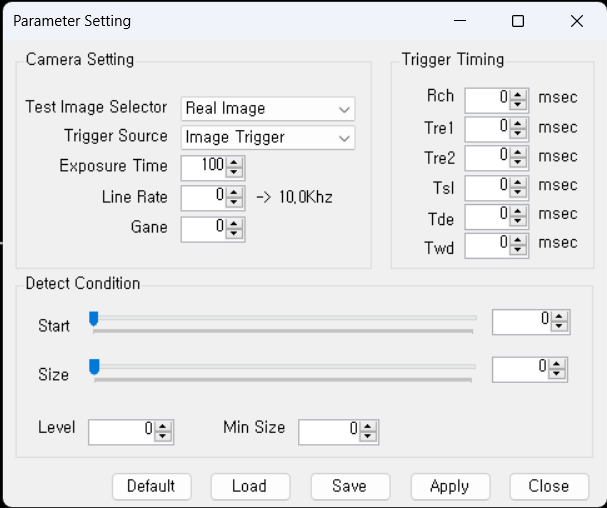 Parameter Setting
Camera Setting
Test Image Selector Real Image
Trigger Source Image Trigger
Exposure Time 100
Line Rate 0 -> 10,0Khz
Gane 0
Trigger Timing
Rch 0 msec
Tre1 0 msec
Tre2 0 msec
Tsl 0 msec
Tde 0 msec
Twd 0 msec
Detect Condition
Start 0
Size 0
Level 0 Min Size 0
Default Load Save Apply Close